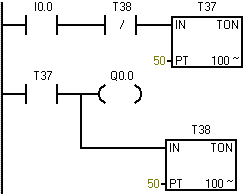 I0.0 T38 T37
/ IN TON
50 PT 100 ~
T37 Q0.0
T38
IN TON
50 PT 100 ~